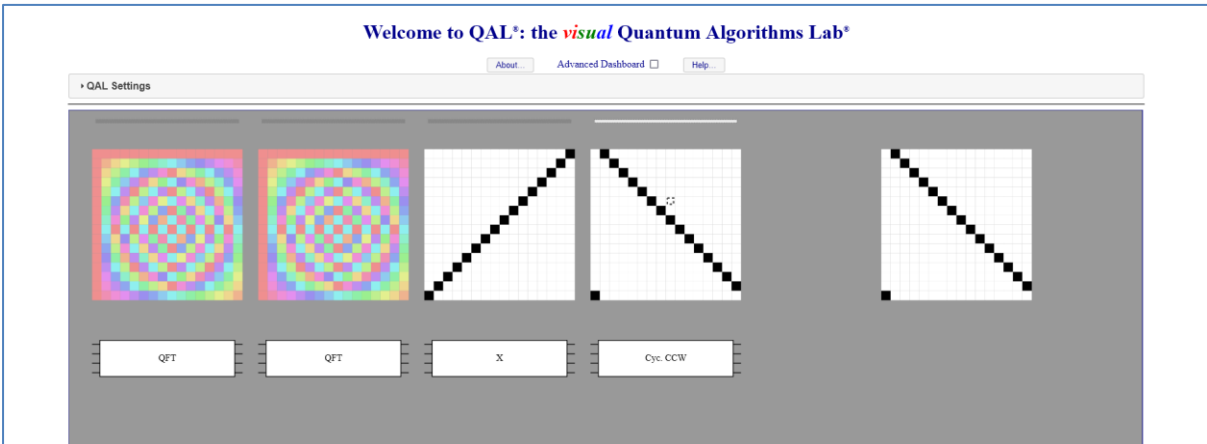 Welcome to QAL®: the visual Quantum Algorithms Lab®
About... Advanced Dashboard Help...
QAL Settings
QFT QFT X Cyc. CCW